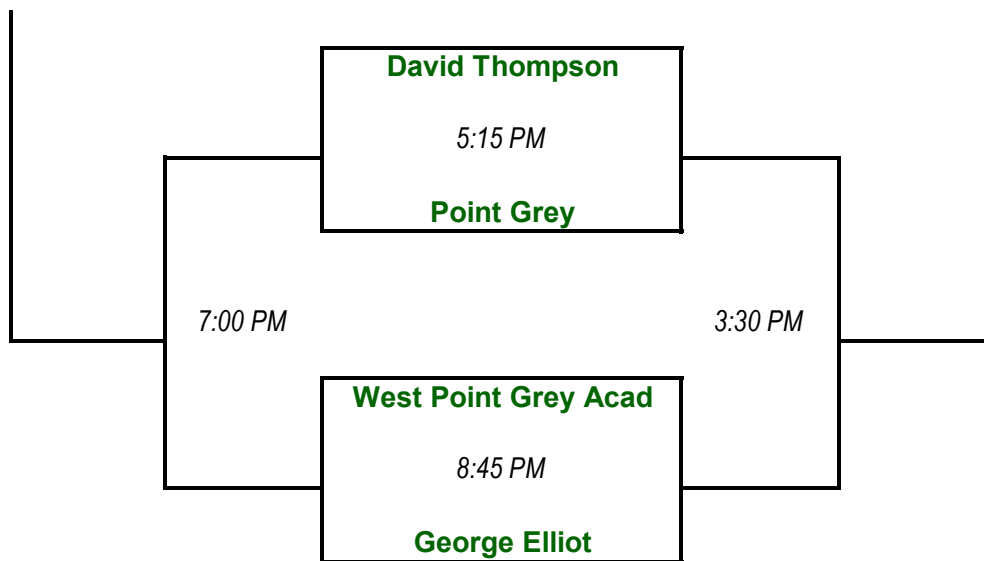 David Thompson
5:15 PM
Point Grey
7:00 PM
3:30 PM
West Point Grey Acad
8:45 PM
George Elliot